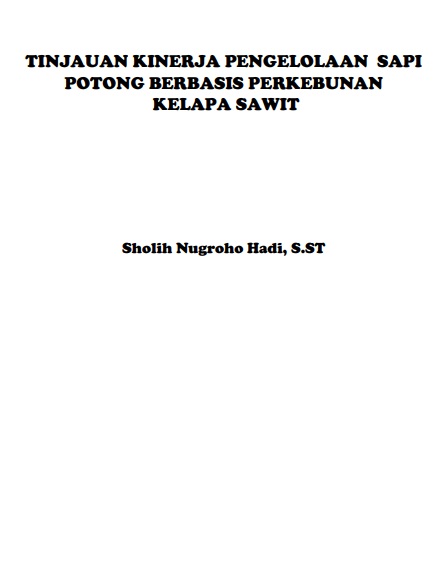 TINJAUAN KINERJA PENGELOLAAN SAPI
POTONG BERBASIS PERKEBUNAN
KELAPA SAWIT
Sholih Nugroho Hadi, S.ST